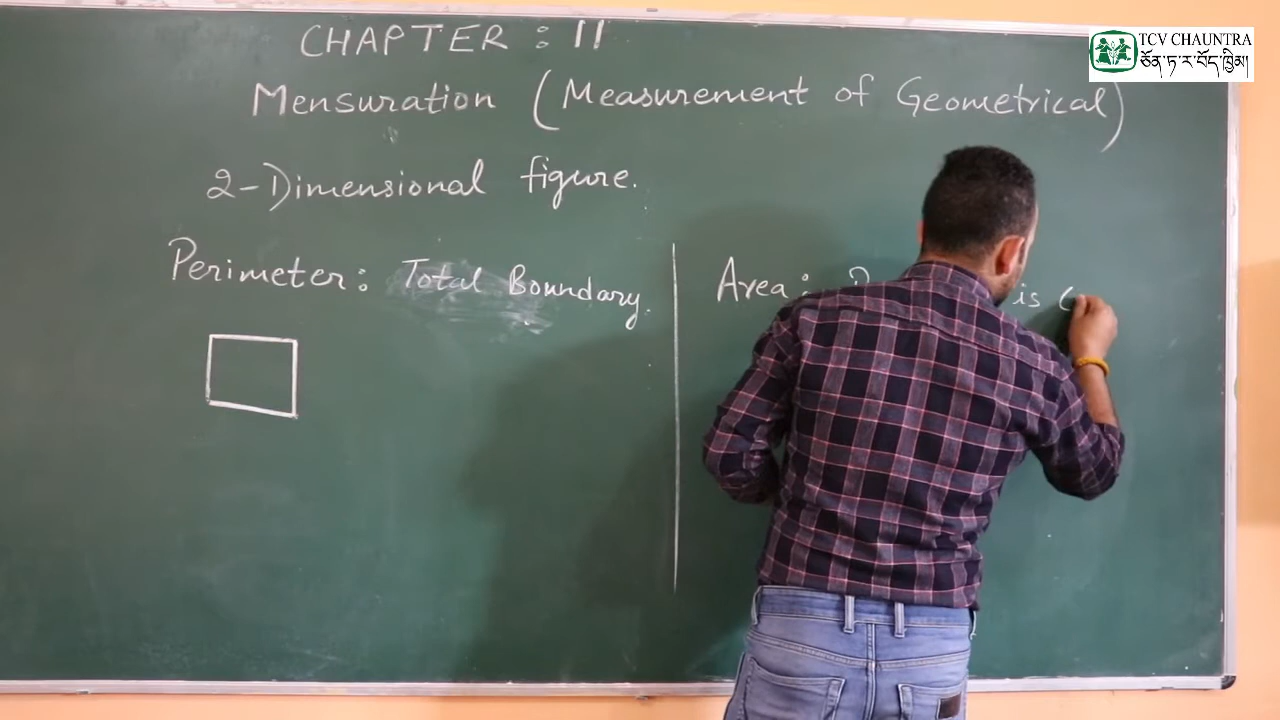 TCV CHAUNTRA
ཅོན་ཏ་ར་བོད་ཁྱིམ།
CHAPTER : 11
Mensuration (Measurement of Geometrical)
2-Dimensional figure.
Perimeter: Total Boundary.
Area: is